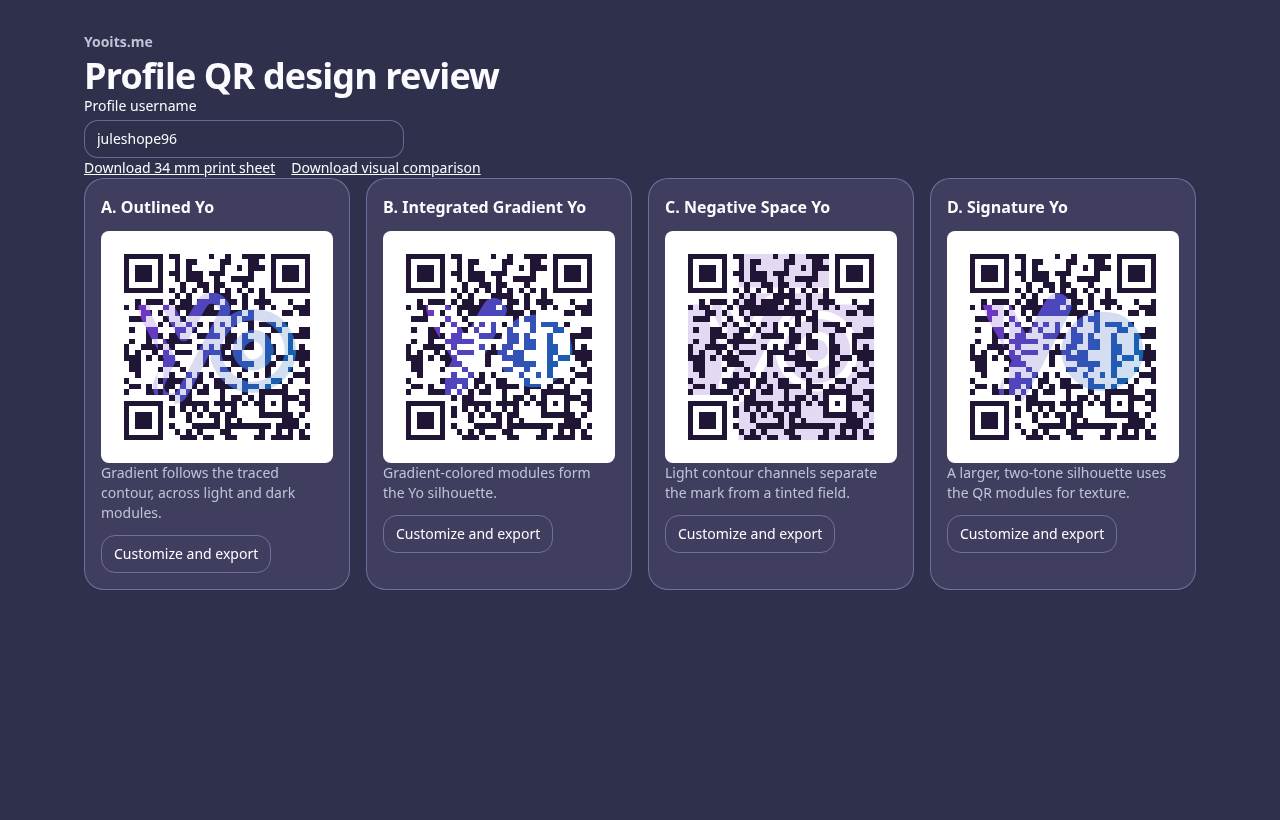 Yooits.me
Profile QR design review
Profile username
juleshope96
Download 34 mm print sheet Download visual comparison
A. Outlined Yo
Gradient follows the traced
contour, across light and dark
modules.
Customize and export
B. Integrated Gradient Yo
Gradient-colored modules form
the Yo silhouette.
Customize and export
C. Negative Space Yo
Light contour channels separate
the mark from a tinted field.
Customize and export
D. Signature Yo
A larger, two-tone silhouette uses
the QR modules for texture.
Customize and export